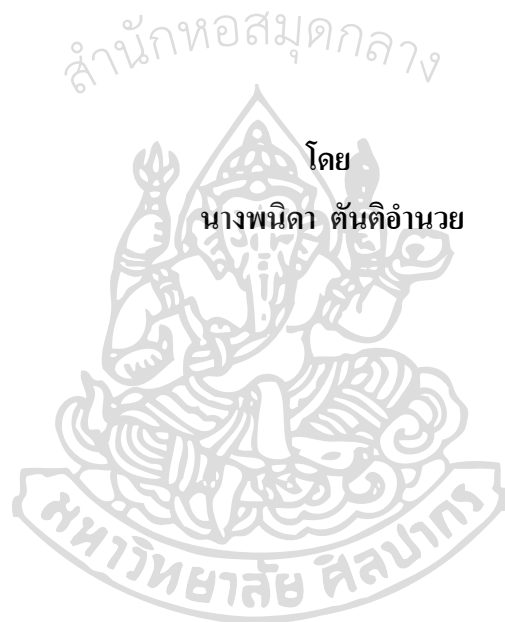 สำนักหอสมุดกลาง
โดย
นางพนิดา ตันติอำนวย
มหาวิทยาลัย ศิลปากร